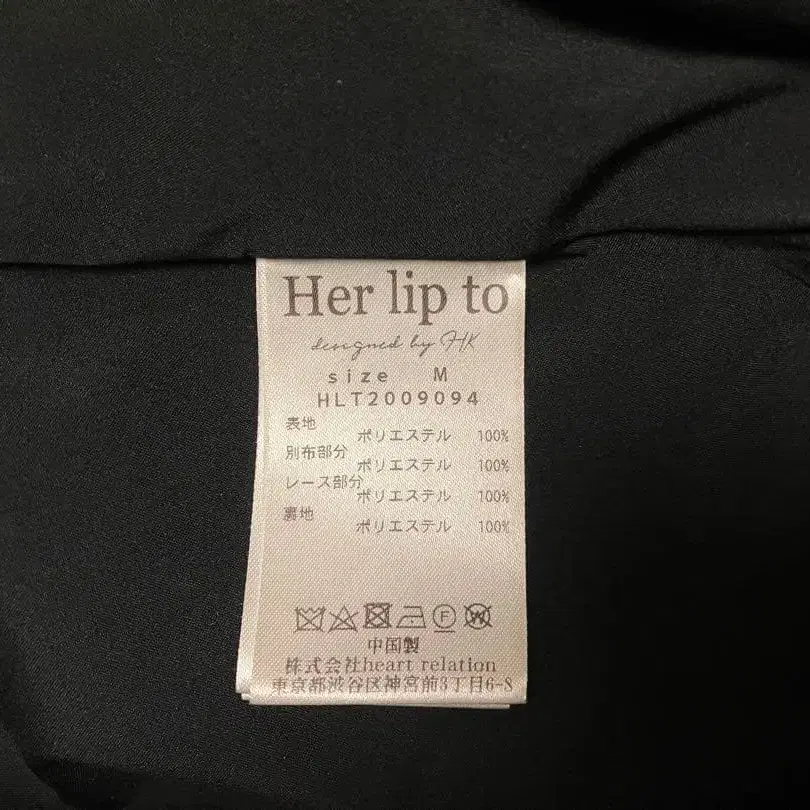 Her lip to
designed by HK
size M
HLT2009094
表地
ポリエステル 100%
別布部分
ポリエステル 100%
レース部分
ポリエステル 100%
裏地
ポリエステル 100%
F W
中国製
株式会社heart relation
東京都渋谷区神宮前3丁目6-8